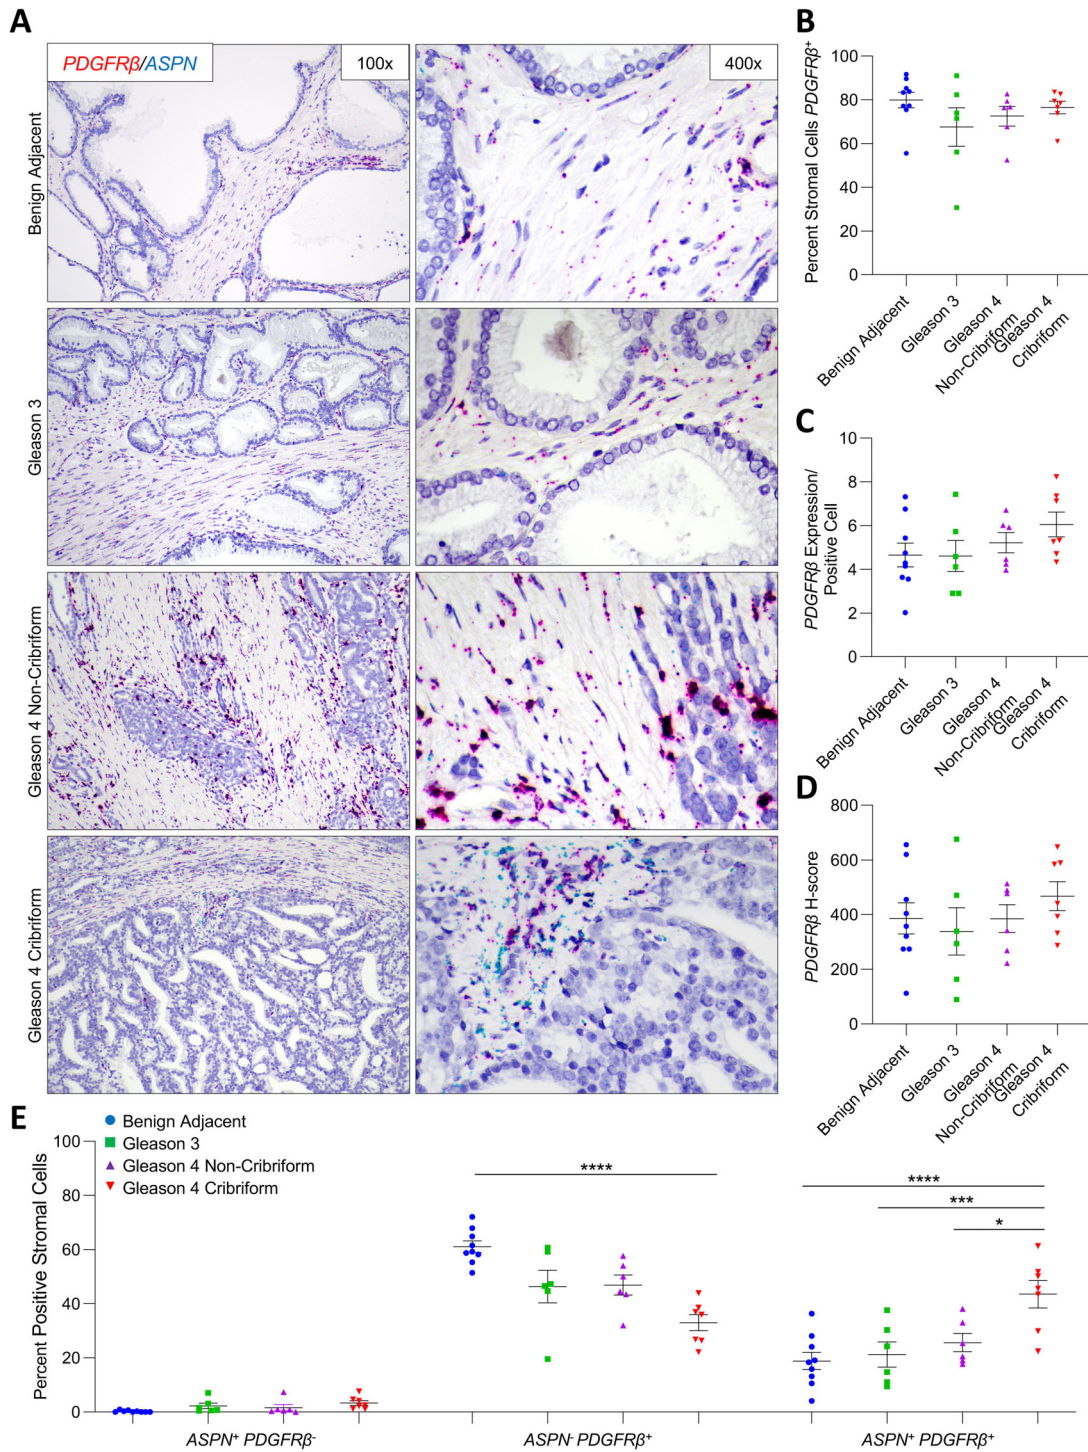 A
PDGFRβ/ASPN
100x
400x
Benign Adjacent
Gleason 3
Gleason 4 Non-Cribriform
Gleason 4 Cribriform
B
Percent Stromal Cells PDGFRβ⁺
100
80
60
40
20
0
Benign Adjacent
Gleason 3
Gleason 4
Non-Cribriform
Gleason 4
Cribriform
C
PDGFRβ Expression/
Positive Cell
10
8
6
4
2
0
Benign Adjacent
Gleason 3
Gleason 4
Non-Cribriform
Gleason 4
Cribriform
D
PDGFRβ H-score
800
600
400
200
0
Benign Adjacent
Gleason 3
Gleason 4
Non-Cribriform
Gleason 4
Cribriform
E
Benign Adjacent
Gleason 3
Gleason 4 Non-Cribriform
Gleason 4 Cribriform
Percent Positive Stromal Cells
100
80
60
40
20
0
****
****
***
*
ASPN⁺ PDGFRβ⁻
ASPN⁻ PDGFRβ⁺
ASPN⁺ PDGFRβ⁺